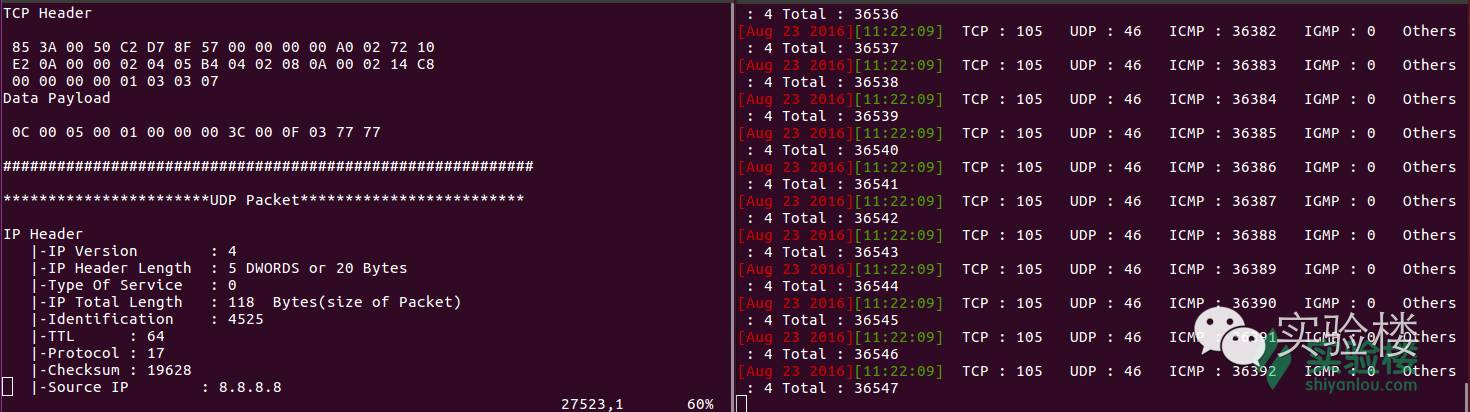 TCP Header
85 3A 00 50 C2 D7 8F 57 00 00 00 00 A0 02 72 10
E2 0A 00 00 02 04 05 B4 04 02 08 0A 00 02 14 C8
00 00 00 00 01 03 03 07
Data Payload
0C 00 05 00 01 00 00 00 3C 00 0F 03 77 77
###########################################################
***********************UDP Packet*************************
IP Header
|-IP Version        : 4
|-IP Header Length  : 5 DWORDS or 20 Bytes
|-Type Of Service   : 0
|-IP Total Length   : 118  Bytes(size of Packet)
|-Identification    : 4525
|-TTL      : 64
|-Protocol : 17
|-Checksum : 19628
|-Source IP        : 8.8.8.8
27523,1       60%
: 4 Total : 36536
[Aug 23 2016][11:22:09]  TCP : 105   UDP : 46   ICMP : 36382   IGMP : 0   Others
: 4 Total : 36537
[Aug 23 2016][11:22:09]  TCP : 105   UDP : 46   ICMP : 36383   IGMP : 0   Others
: 4 Total : 36538
[Aug 23 2016][11:22:09]  TCP : 105   UDP : 46   ICMP : 36384   IGMP : 0   Others
: 4 Total : 36539
[Aug 23 2016][11:22:09]  TCP : 105   UDP : 46   ICMP : 36385   IGMP : 0   Others
: 4 Total : 36540
[Aug 23 2016][11:22:09]  TCP : 105   UDP : 46   ICMP : 36386   IGMP : 0   Others
: 4 Total : 36541
[Aug 23 2016][11:22:09]  TCP : 105   UDP : 46   ICMP : 36387   IGMP : 0   Others
: 4 Total : 36542
[Aug 23 2016][11:22:09]  TCP : 105   UDP : 46   ICMP : 36388   IGMP : 0   Others
: 4 Total : 36543
[Aug 23 2016][11:22:09]  TCP : 105   UDP : 46   ICMP : 36389   IGMP : 0   Others
: 4 Total : 36544
[Aug 23 2016][11:22:09]  TCP : 105   UDP : 46   ICMP : 36390   IGMP : 0   Others
: 4 Total : 36545
[Aug 23 2016][11:22:09]  TCP : 105   UDP : 46   ICMP : 36391   IGMP : 0   Others
: 4 Total : 36546
[Aug 23 2016][11:22:09]  TCP : 105   UDP : 46   ICMP : 36392   IGMP : 0   Others
: 4 Total : 36547
实验楼
实验楼
shiyanlou.com